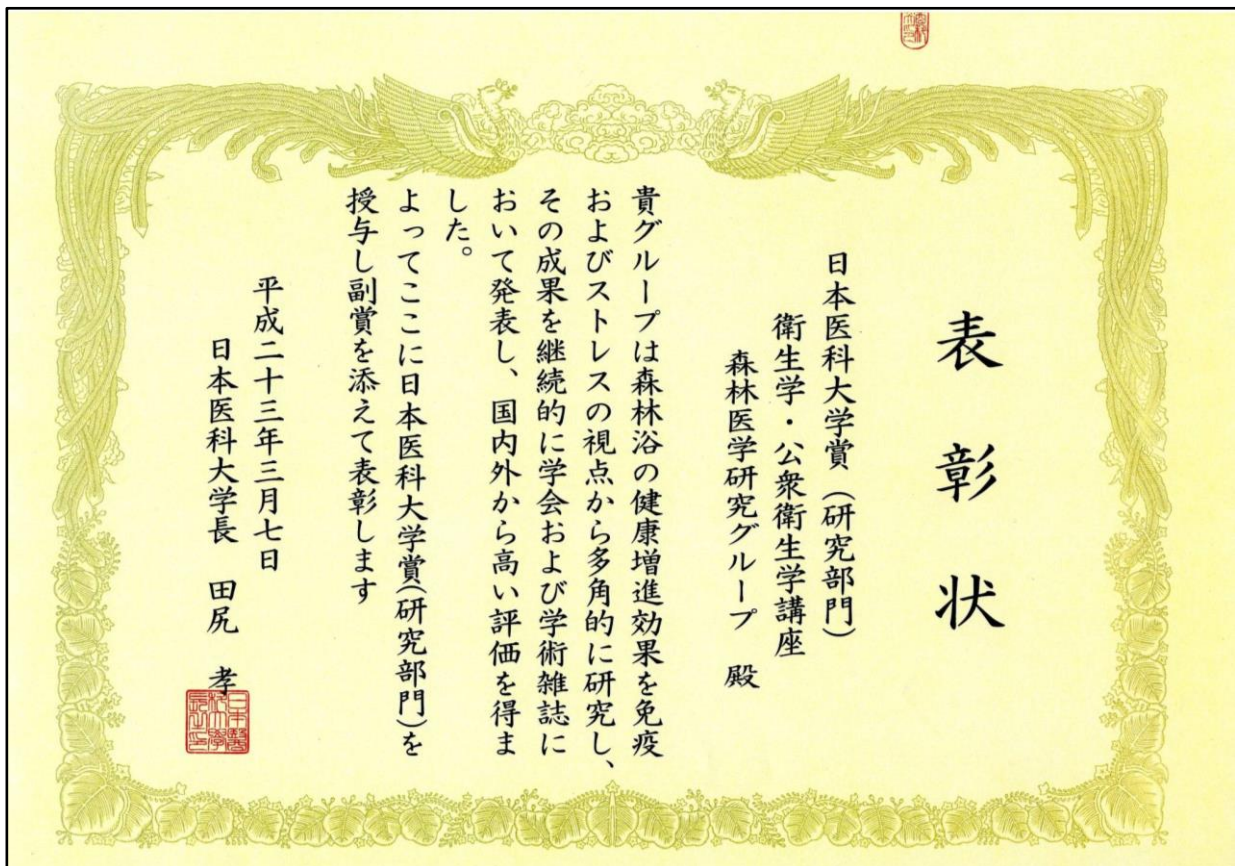 表彰状
日本医科大学賞（研究部門）
衛生学・公衆衛生学講座
森林医学研究グループ 殿
貴グループは森林浴の健康増進効果を免疫
およびストレスの視点から多角的に研究し、
その成果を継続的に学会および学術雑誌に
おいて発表し、国内外から高い評価を得ま
した。
よってここに日本医科大学賞（研究部門）を
授与し副賞を添えて表彰します
平成二十三年三月七日
日本医科大学長 田尻 孝